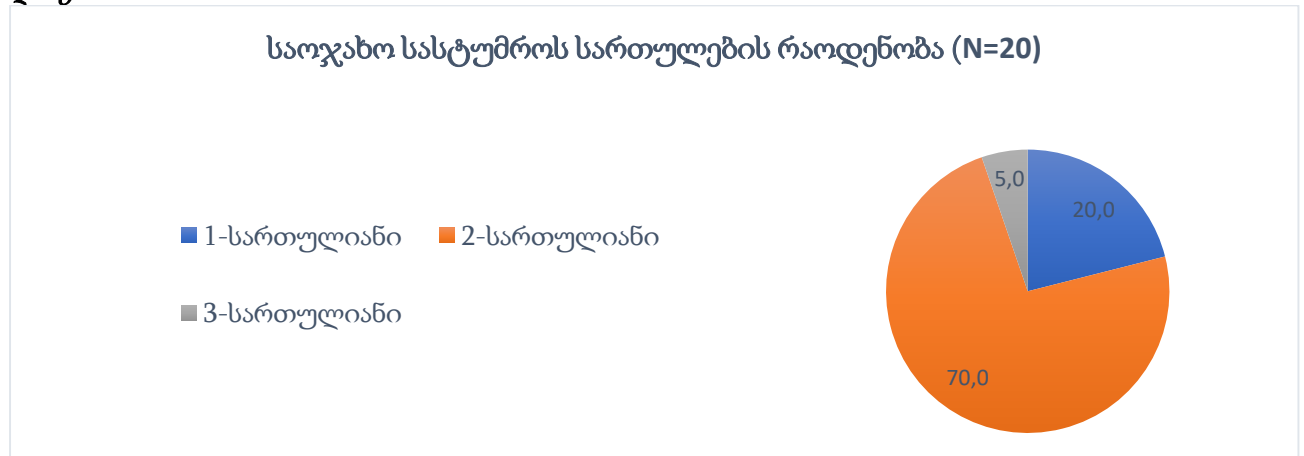 საოჯახო სასტუმროს სართულების რაოდენობა (N=20)
1-სართულიანი
2-სართულიანი
3-სართულიანი
5,0
20,0
70,0